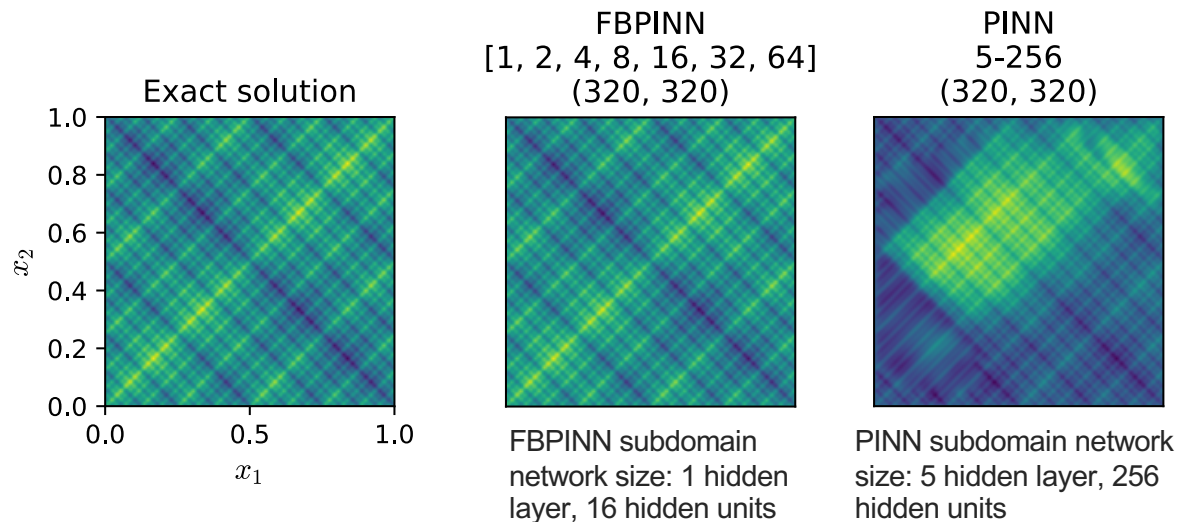 Exact solution
FBPINN
[1, 2, 4, 8, 16, 32, 64]
(320, 320)
PINN
5-256
(320, 320)
1.0
0.8
0.6
0.4
0.2
0.0
x₂
0.0
0.5
1.0
x₁
FBPINN subdomain
network size: 1 hidden
layer, 16 hidden units
PINN subdomain network
size: 5 hidden layer, 256
hidden units